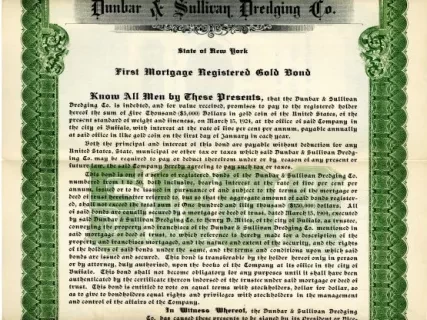 Dunbar & Sullivan Dredging Co.
State of New York
First Mortgage Registered Gold Bond
Know All Men by These Presents, that the Dunbar & Sullivan
Dredging Co. is indebted, and for value received, promises to pay to the registered holder
hereof the sum of Five Thousand ($5,000) Dollars in gold coin of the United States, of the
present standard of weight and fineness, on March 15, 1924, at the office of said Company in
the city of Buffalo, with interest at the rate of five per cent per annum, payable annually
at said office in like gold coin on the first day of January in each year.
Both the principal and interest of this bond are payable without deduction for any
United States, State, municipal or other tax or taxes which said Dunbar & Sullivan Dredg-
ing Co. may be required to pay or deduct therefrom under or by reason of any present or
future law, the said Company hereby agreeing to pay such tax or taxes.
This bond is one of a series of registered bonds of the Dunbar & Sullivan Dredging Co.
numbered from 1 to 50, both inclusive, bearing interest at the rate of five per cent per
annum, issued or to be issued in pursuance of and subject to the terms of the mortgage or
deed of trust hereinafter referred to, but so that the aggregate amount of said bonds register-
ed, shall not exceed the total sum of One hundred and fifty thousand dollars. All
of said bonds are equally secured by a mortgage or deed of trust, dated March 15, 1904, executed
by said Dunbar & Sullivan Dredging Co. to Henry D. Miles, of the city of Buffalo, as trustee,
conveying the property and franchises of the Dunbar & Sullivan Dredging Co. mentioned in
said mortgage or deed of trust, to which reference is hereby made for a description of the
property and franchises mortgaged, and the nature and extent of the security, and the rights
of the holders of said bonds under the same, and the terms and conditions upon which said
bonds are issued and secured. This bond is transferable by the holder hereof only in person
or by attorney, duly authorized, upon the books of the Company at its office in the city of
Buffalo. This bond shall not become obligatory for any purposes until it shall have been
authenticated by the certificate thereon indorsed of the trustee under said mortgage or deed of
trust. This bond is entitled to vote on equal terms with stockholders, dollar for dollar, so
as to give to bondholders equal rights and privileges with stockholders in the management
and control of the affairs of the Company.
In Witness Whereof, the Dunbar & Sullivan Dredging
Co. has caused these presents to be signed by its President or Vice-